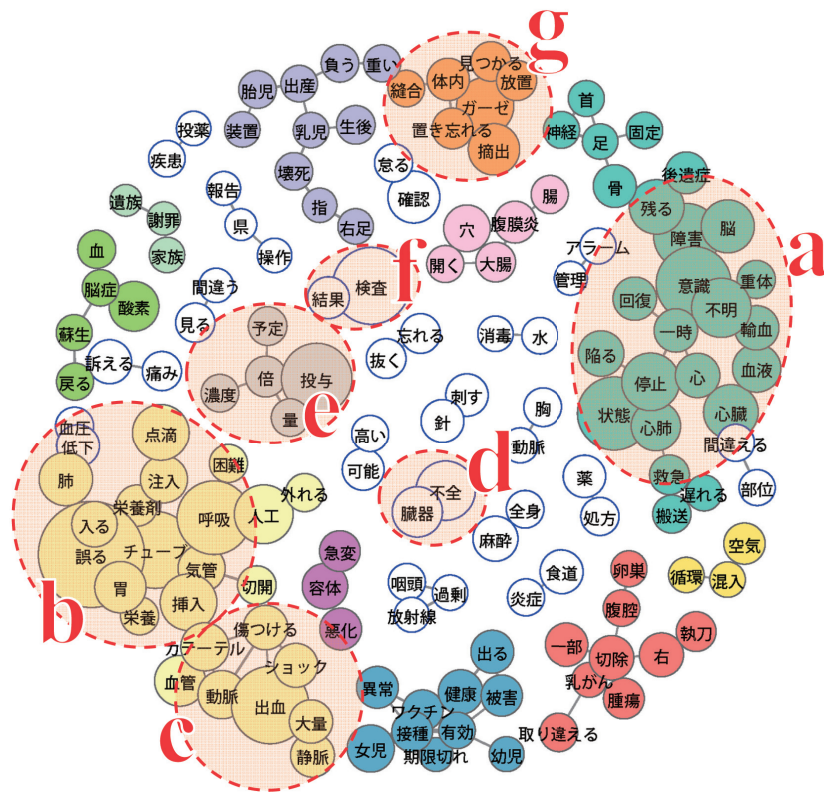 g
負う
重い
見つかる
胎児
出産
縫合
体内
放置
首
ガーゼ
装置
乳児
生後
置き忘れる
神経
足
固定
投薬
摘出
疾患
怠る
壊死
骨
後遺症
報告
確認
腸
残る
遺族
指
穴
障害
脳
謝罪
県
右足
腹膜炎
アラーム
a
血
家族
操作
開く
大腸
管理
意識
重体
脳症
間違う
f
検査
回復
不明
酸素
結果
一時
輸血
蘇生
見る
予定
忘れる
消毒
水
訴える
痛み
抜く
陥る
血液
戻る
倍
投与
停止
心
濃度
刺す
e
量
針
胸
状態
心肺
心臓
血圧
点滴
高い
動脈
間違える
低下
d
肺
困難
可能
薬
救急
部位
注入
不全
遅れる
栄養剤
外れる
臓器
全身
処方
搬送
入る
呼吸
人工
麻酔
誤る
チューブ
急変
空気
気管
咽頭
食道
卵巣
循環
混入
胃
切開
容体
過剰
炎症
b
栄養
挿入
放射線
腹腔
傷つける
悪化
執刀
カテーテル
出る
一部
切除
右
ショック
血管
動脈
異常
健康
被害
乳がん
c
出血
ワクチン
腫瘍
大量
接種
有効
取り違える
静脈
女児
期限切れ
幼児